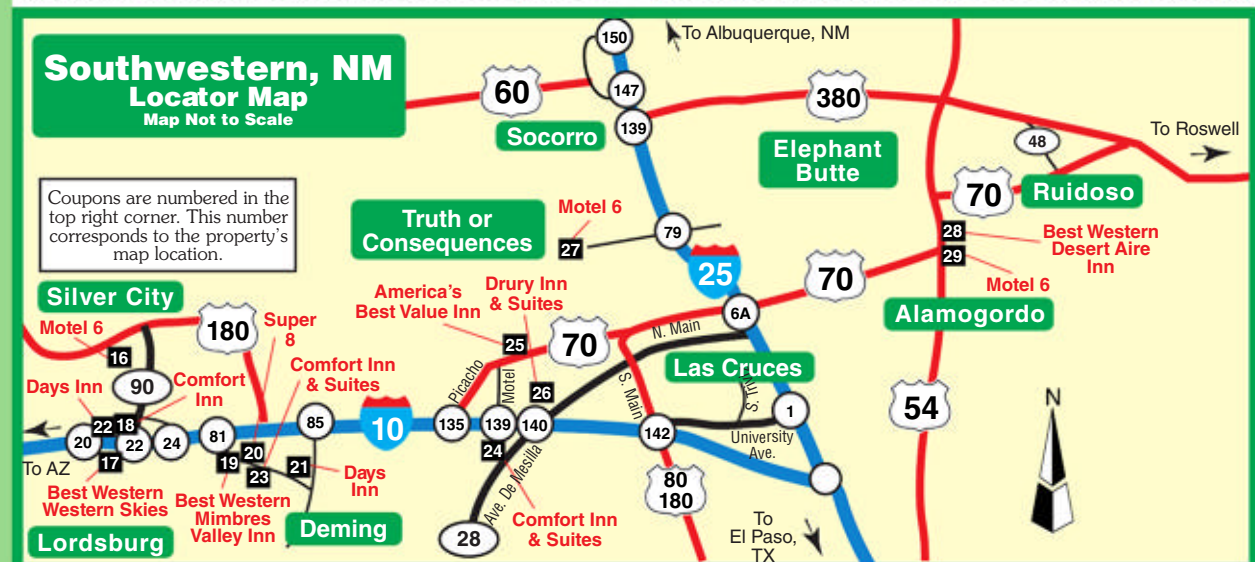 Southwestern, NM
Locator Map
Map Not to Scale
Coupons are numbered in the
top right corner. This number
corresponds to the property's
map location.
150
To Albuquerque, NM
60
147
139
380
Socorro
Elephant
Butte
48
To Roswell
70
Ruidoso
Truth or
Consequences
Motel 6
27
79
25
28
29
Best Western
Desert Aire
Inn
Motel 6
Alamogordo
70
6A
Silver City
Motel 6
16
180
90
Super
8
America's
Best Value Inn
25
Drury Inn
& Suites
26
70
N. Main
S. Main
Las Cruces
Picacho
Motel
Days Inn
22
18
Comfort
Inn
Comfort Inn
& Suites
20
22
24
81
85
10
135
139
140
142
1
University
Ave.
54
N
To AZ
17
Best Western
Western Skies
Lordsburg
19
20
23
21
Days
Inn
Best Western
Mimbres
Valley Inn
Deming
24
Ave. De Mesilla
28
Comfort Inn
& Suites
80
180
To
El Paso,
TX